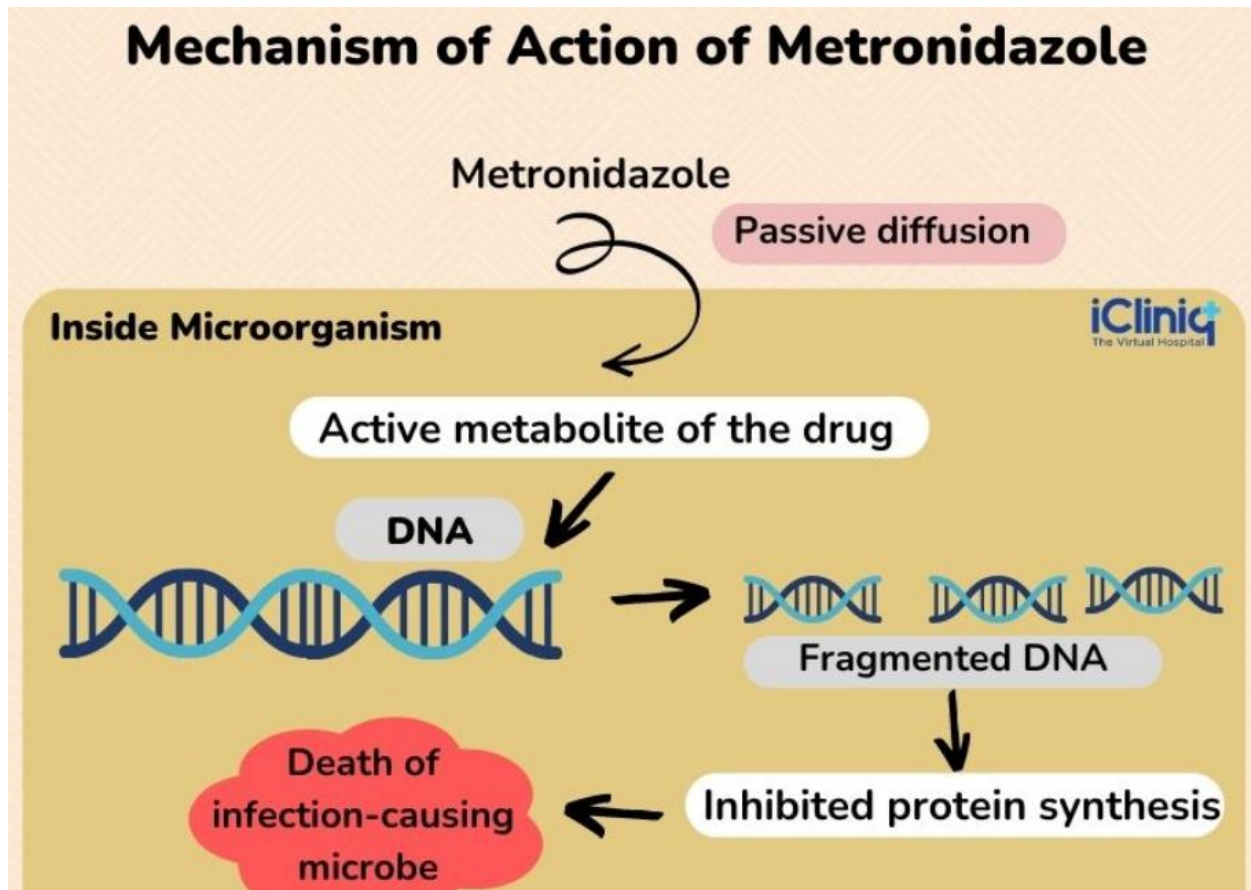 Mechanism of Action of Metronidazole
Metronidazole
Passive diffusion
Inside Microorganism
iCliniq
The Virtual Hospital
Active metabolite of the drug
DNA
Fragmented DNA
Death of
infection-causing
microbe
Inhibited protein synthesis